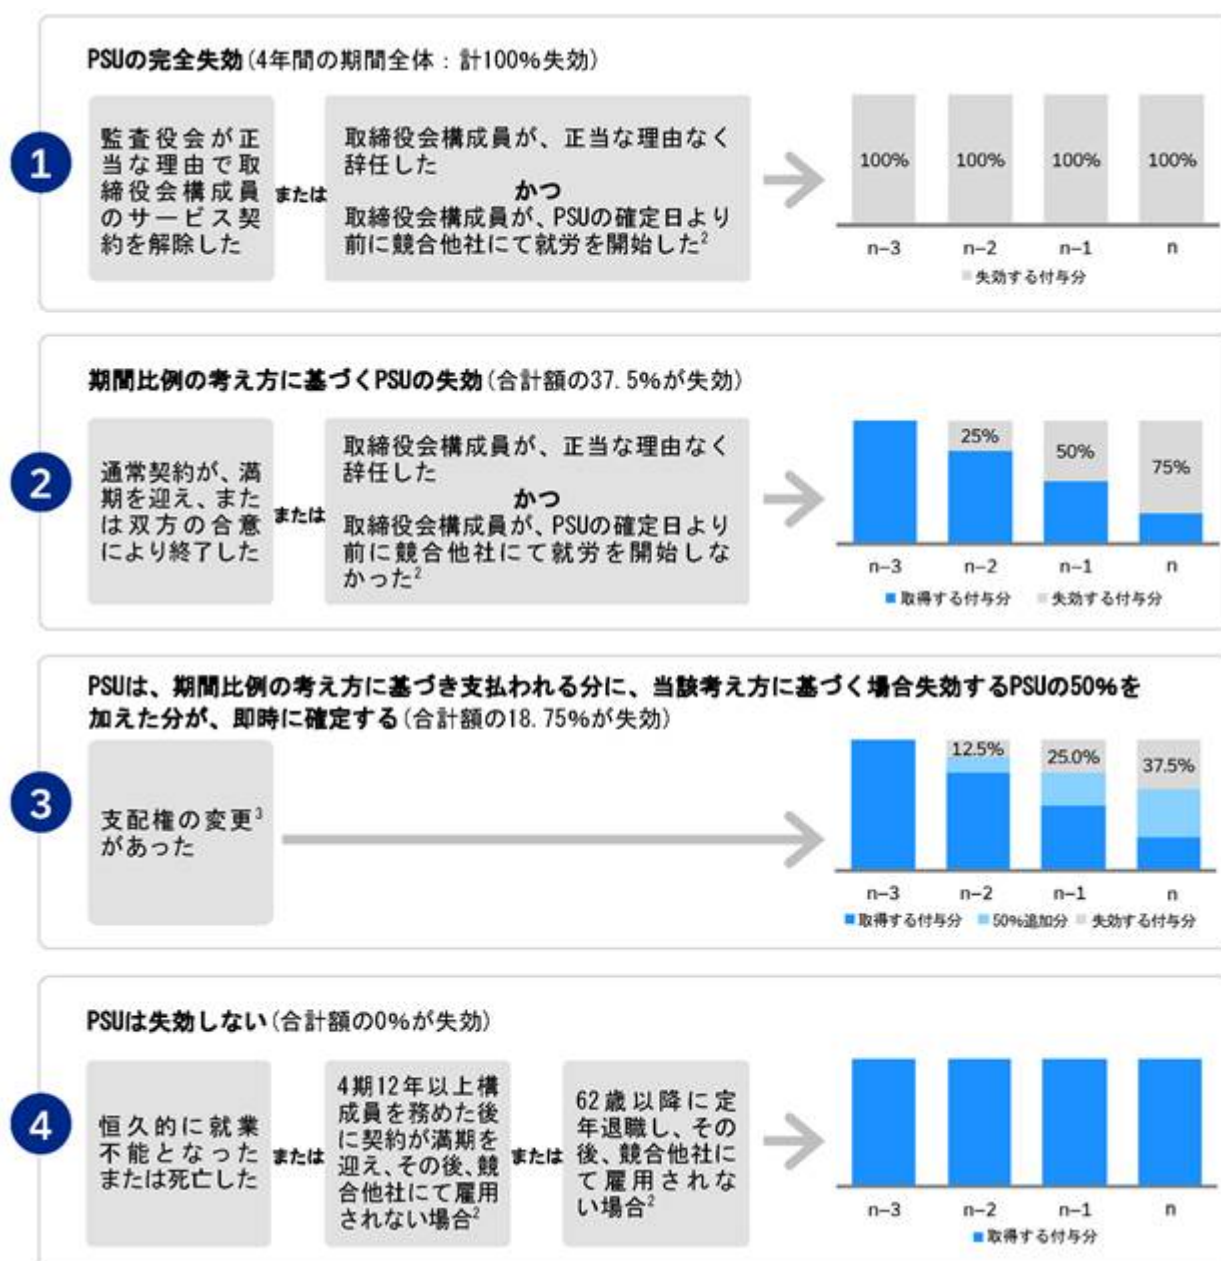 PSUの完全失効(4年間の期間全体：計100%失効)
1
監査役会が正
当な理由で取
締役会構成員
のサービス契
約を解除した
または
取締役会構成員が、正当な理由なく
辞任した
かつ
取締役会構成員が、PSUの確定日より
前に競合他社にて就労を開始した2
100% 100% 100% 100%
n−3 n−2 n−1 n
失効する付与分
期間比例の考え方に基づくPSUの失効(合計額の37.5%が失効)
2
通常契約が、満
期を迎え、また
は双方の合意
により終了した
または
取締役会構成員が、正当な理由なく
辞任した
かつ
取締役会構成員が、PSUの確定日より
前に競合他社にて就労を開始しな
かった2
25% 50% 75%
n−3 n−2 n−1 n
取得する付与分 失効する付与分
PSUは、期間比例の考え方に基づき支払われる分に、当該考え方に基づく場合失効するPSUの50%を
加えた分が、即時に確定する(合計額の18.75%が失効)
3
支配権の変更3
があった
12.5% 25.0% 37.5%
n−3 n−2 n−1 n
取得する付与分 50%追加分 失効する付与分
PSUは失効しない(合計額の0%が失効)
4
恒久的に就業
不能となった
または死亡した
または
4期12年以上構
成員を務めた後
に契約が満期を
迎え、その後、競
合他社にて雇用
されない場合2
または
62歳以降に定
年退職し、その
後、競合他社に
て雇用されな
い場合2
n−3 n−2 n−1 n
取得する付与分